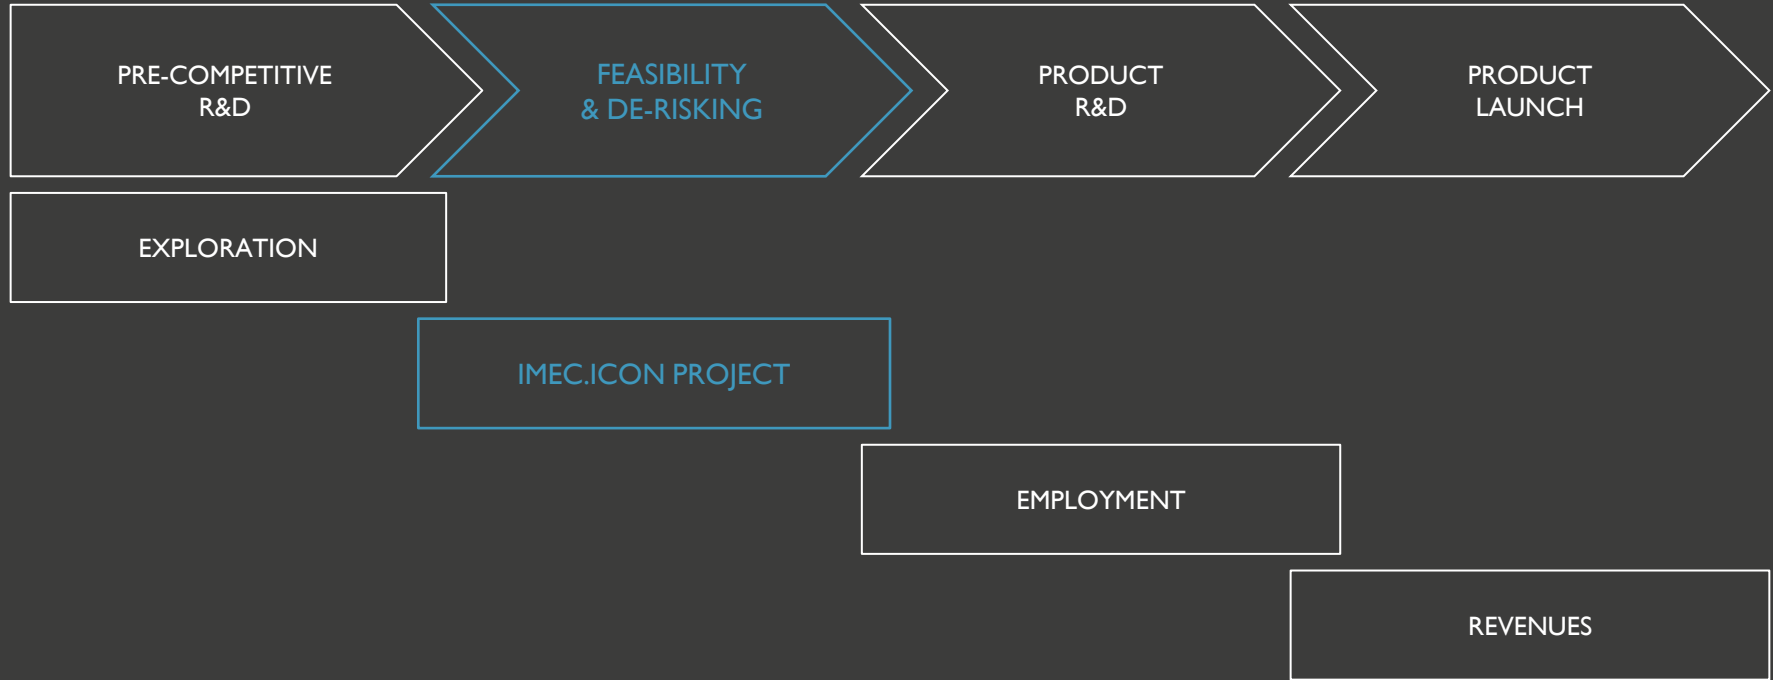 PRE-COMPETITIVE
R&D
FEASIBILITY
& DE-RISKING
PRODUCT
R&D
PRODUCT
LAUNCH
EXPLORATION
IMEC.ICON PROJECT
EMPLOYMENT
REVENUES